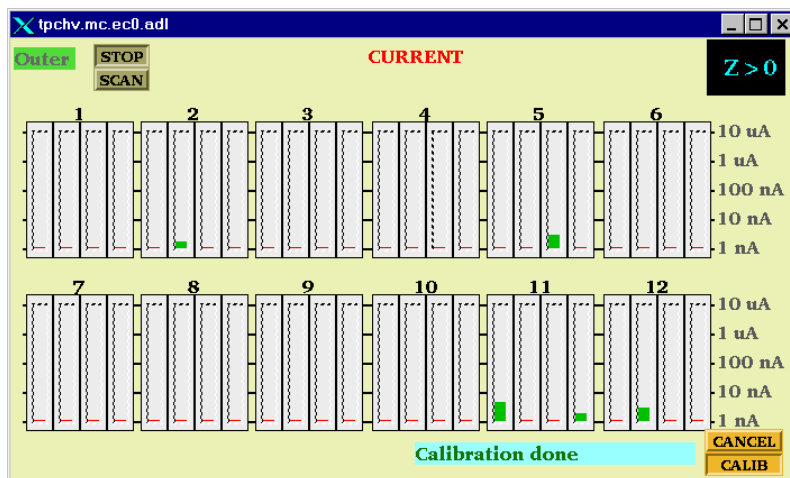 tpchv.mc.ec0.adl
Outer
STOP
SCAN
CURRENT
Z > 0
1 2 3 4 5 6
10 uA
1 uA
100 nA
10 nA
1 nA
7 8 9 10 11 12
10 uA
1 uA
100 nA
10 nA
1 nA
Calibration done
CANCEL
CALIB